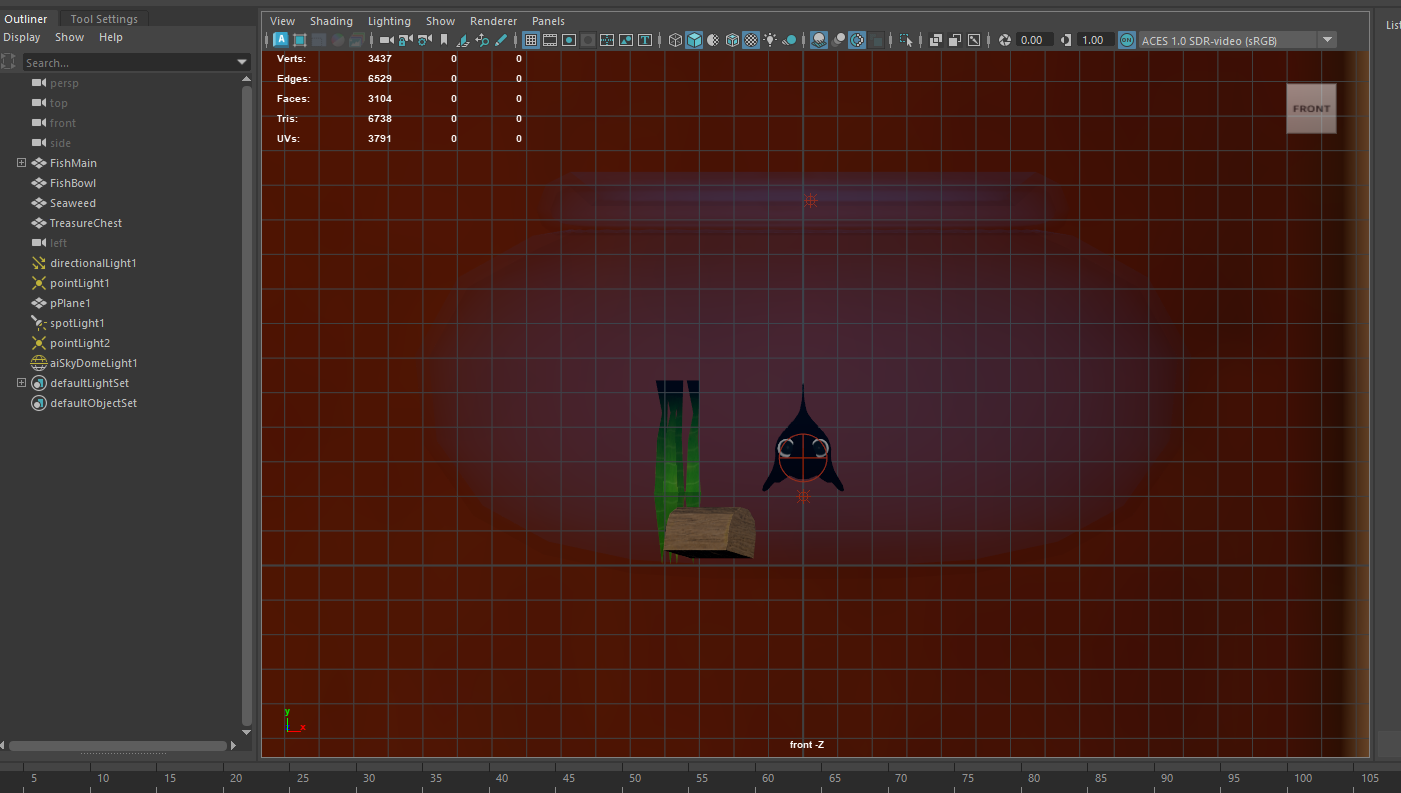 Outliner Tool Settings
Display Show Help
Search...
persp
top
front
side
FishMain
FishBowl
Seaweed
TreasureChest
left
directionalLight1
pointLight1
pPlane1
spotLight1
pointLight2
aiSkyDomeLight1
defaultLightSet
defaultObjectSet
View Shading Lighting Show Renderer Panels
A T 0.00 1.00 ON ACES 1.0 SDR-video (sRGB)
Verts: 3437 0 0
Edges: 6529 0 0
Faces: 3104 0 0
Tris: 6738 0 0
UVs: 3791 0 0
FRONT
y
x
front -Z
List
5 10 15 20 25 30 35 40 45 50 55 60 65 70 75 80 85 90 95 100 105